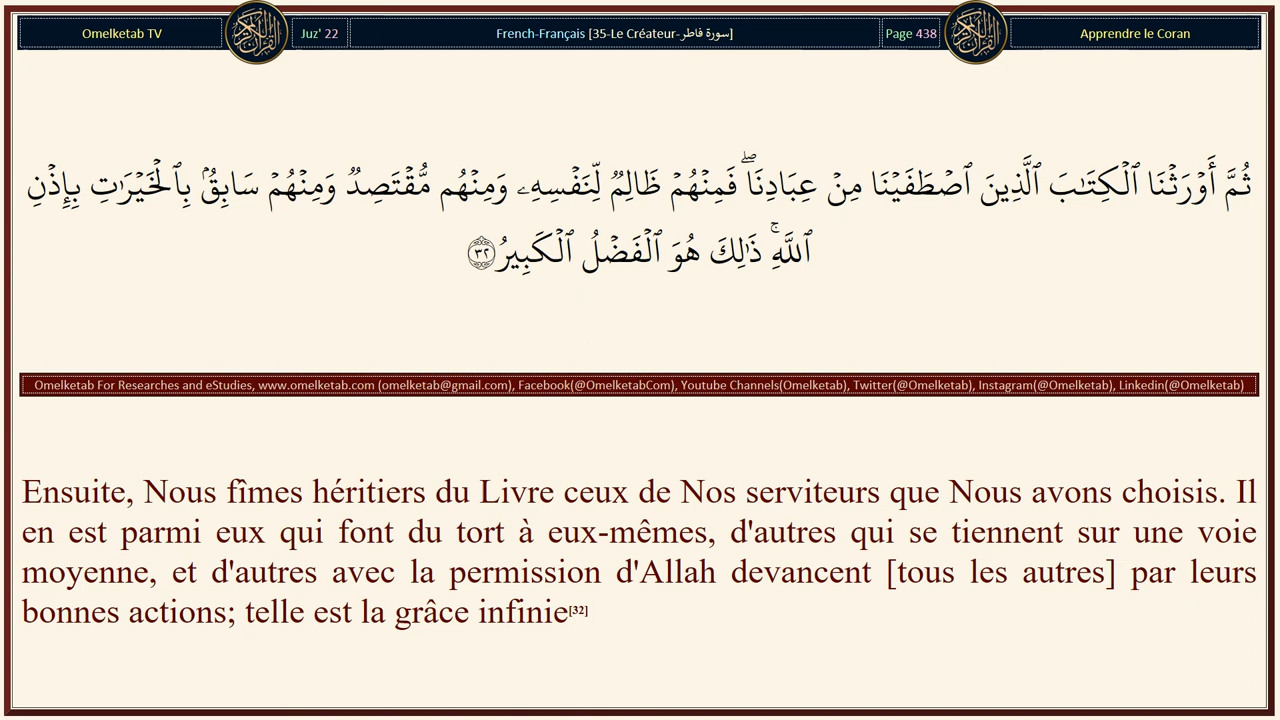 Omelketab TV
Juz' 22
French-Français [35-Le Créateur-سورة فاطر]
Page 438
Apprendre le Coran
ثُمَّ أَوْرَثْنَا ٱلْكِتَٰبَ ٱلَّذِينَ ٱصْطَفَيْنَا مِنْ عِبَادِنَا ۖ فَمِنْهُمْ ظَالِمٌ لِّنَفْسِهِۦ وَمِنْهُم مُّقْتَصِدٌ وَمِنْهُمْ سَابِقٌۢ بِٱلْخَيْرَٰتِ بِإِذْنِ
ٱللَّهِ ۚ ذَٰلِكَ هُوَ ٱلْفَضْلُ ٱلْكَبِيرُ ٣٢
Omelketab For Researches and eStudies, www.omelketab.com (omelketab@gmail.com), Facebook(@OmelketabCom), Youtube Channels(Omelketab), Twitter(@Omelketab), Instagram(@Omelketab), Linkedin(@Omelketab)
Ensuite, Nous fîmes héritiers du Livre ceux de Nos serviteurs que Nous avons choisis. Il
en est parmi eux qui font du tort à eux-mêmes, d'autres qui se tiennent sur une voie
moyenne, et d'autres avec la permission d'Allah devancent [tous les autres] par leurs
bonnes actions; telle est la grâce infinie[32]